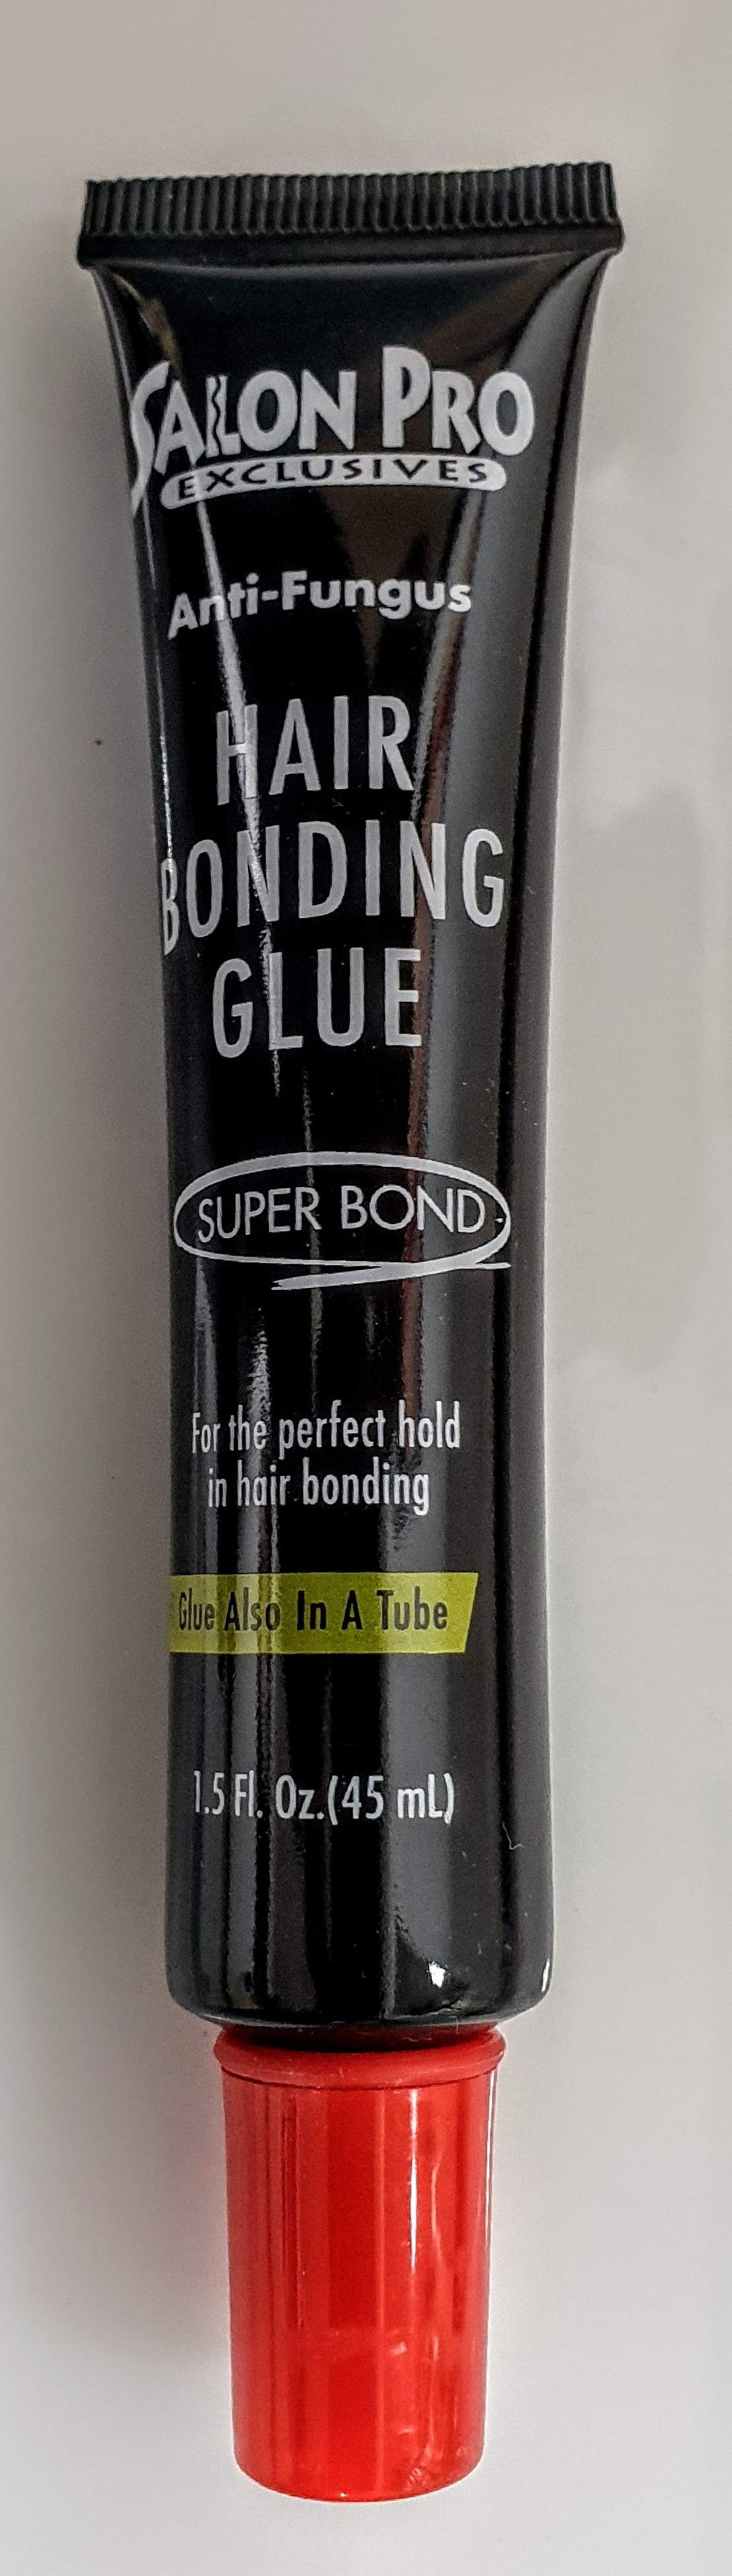 SALON PRO
EXCLUSIVES
Anti-Fungus
HAIR
BONDING
GLUE
SUPER BOND
For the perfect hold
in hair bonding
Glue Also In A Tube
1.5 Fl. Oz.(45 mL)